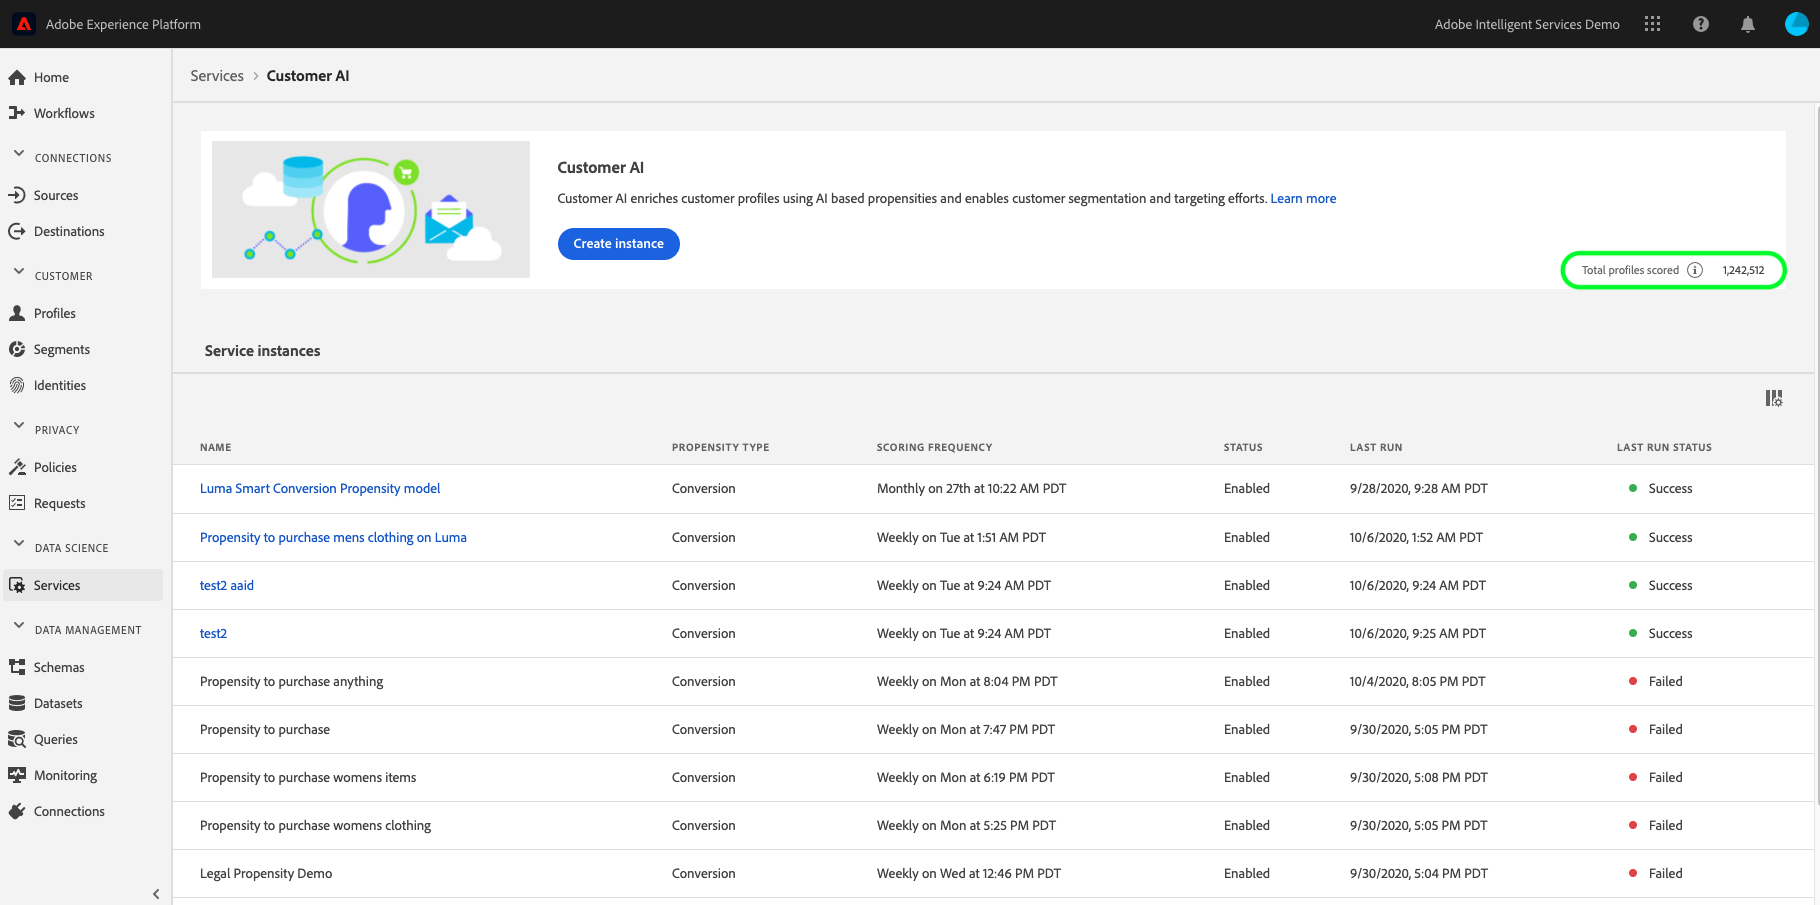 Adobe Experience Platform
Adobe Intelligent Services Demo
Home
Workflows
CONNECTIONS
Sources
Destinations
CUSTOMER
Profiles
Segments
Identities
PRIVACY
Policies
Requests
DATA SCIENCE
Services
DATA MANAGEMENT
Schemas
Datasets
Queries
Monitoring
Connections
Services > Customer AI
Customer AI
Customer AI enriches customer profiles using AI based propensities and enables customer segmentation and targeting efforts. Learn more
Create instance
Total profiles scored 1,242,512
Service instances
NAME PROPENSITY TYPE SCORING FREQUENCY STATUS LAST RUN LAST RUN STATUS
Luma Smart Conversion Propensity model Conversion Monthly on 27th at 10:22 AM PDT Enabled 9/28/2020, 9:28 AM PDT Success
Propensity to purchase mens clothing on Luma Conversion Weekly on Tue at 1:51 AM PDT Enabled 10/6/2020, 1:52 AM PDT Success
test2 aaid Conversion Weekly on Tue at 9:24 AM PDT Enabled 10/6/2020, 9:24 AM PDT Success
test2 Conversion Weekly on Tue at 9:24 AM PDT Enabled 10/6/2020, 9:25 AM PDT Success
Propensity to purchase anything Conversion Weekly on Mon at 8:04 PM PDT Enabled 10/4/2020, 8:05 PM PDT Failed
Propensity to purchase Conversion Weekly on Mon at 7:47 PM PDT Enabled 9/30/2020, 5:05 PM PDT Failed
Propensity to purchase womens items Conversion Weekly on Mon at 6:19 PM PDT Enabled 9/30/2020, 5:08 PM PDT Failed
Propensity to purchase womens clothing Conversion Weekly on Mon at 5:25 PM PDT Enabled 9/30/2020, 5:05 PM PDT Failed
Legal Propensity Demo Conversion Weekly on Wed at 12:46 PM PDT Enabled 9/30/2020, 5:04 PM PDT Failed